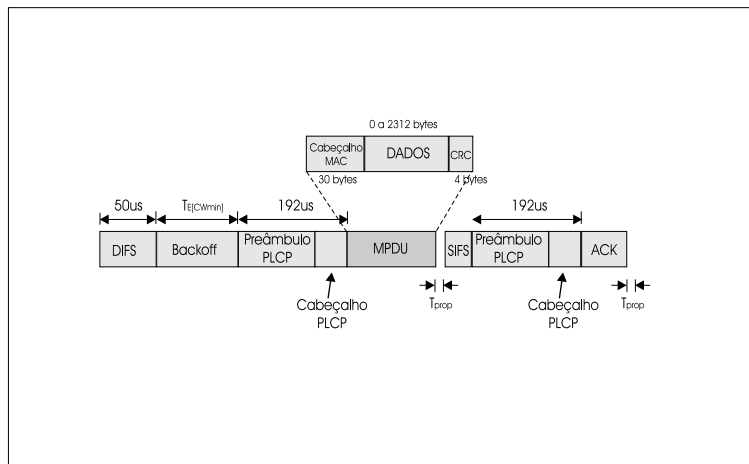 0 a 2312 bytes
Cabeçalho
MAC
DADOS
CRC
30 bytes
4 bytes
50us
TE[CWmin]
192us
192us
DIFS
Backoff
Preâmbulo
PLCP
MPDU
SIFS
Preâmbulo
PLCP
ACK
Cabeçalho
PLCP
Tprop
Cabeçalho
PLCP
Tprop